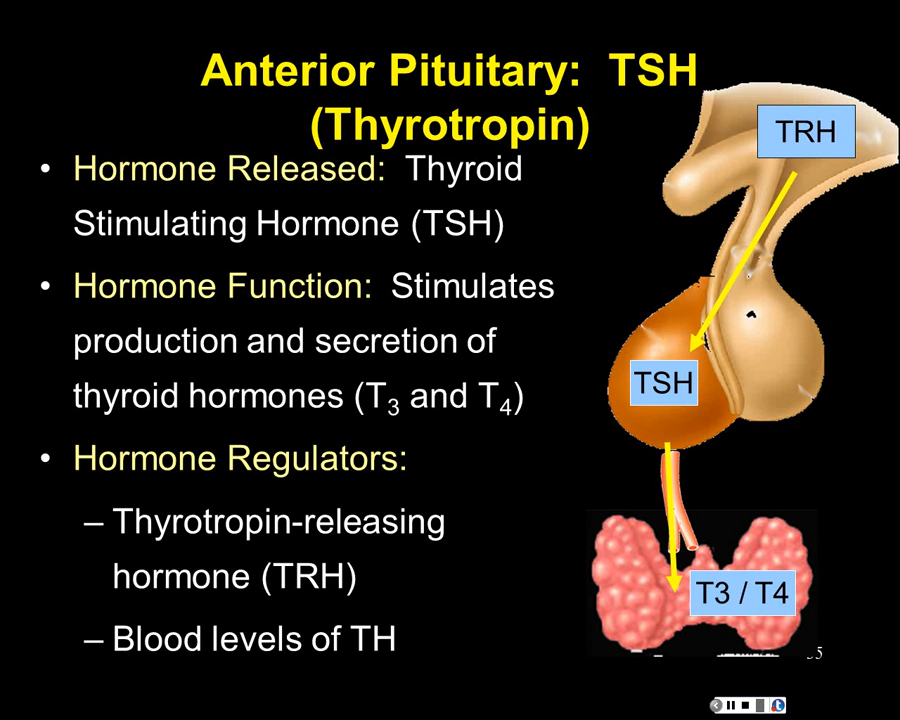 Anterior Pituitary: TSH
(Thyrotropin)
TRH
• Hormone Released: Thyroid
Stimulating Hormone (TSH)
• Hormone Function: Stimulates
production and secretion of
thyroid hormones (T3 and T4)
TSH
• Hormone Regulators:
– Thyrotropin-releasing
hormone (TRH)
T3 / T4
– Blood levels of TH